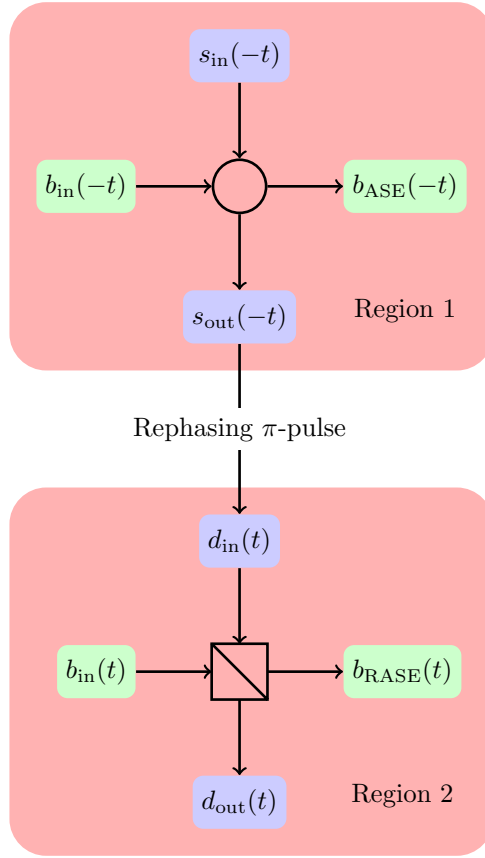 s_in(−t)
b_in(−t)
b_ASE(−t)
s_out(−t)
Region 1
Rephasing π-pulse
d_in(t)
b_in(t)
b_RASE(t)
d_out(t)
Region 2